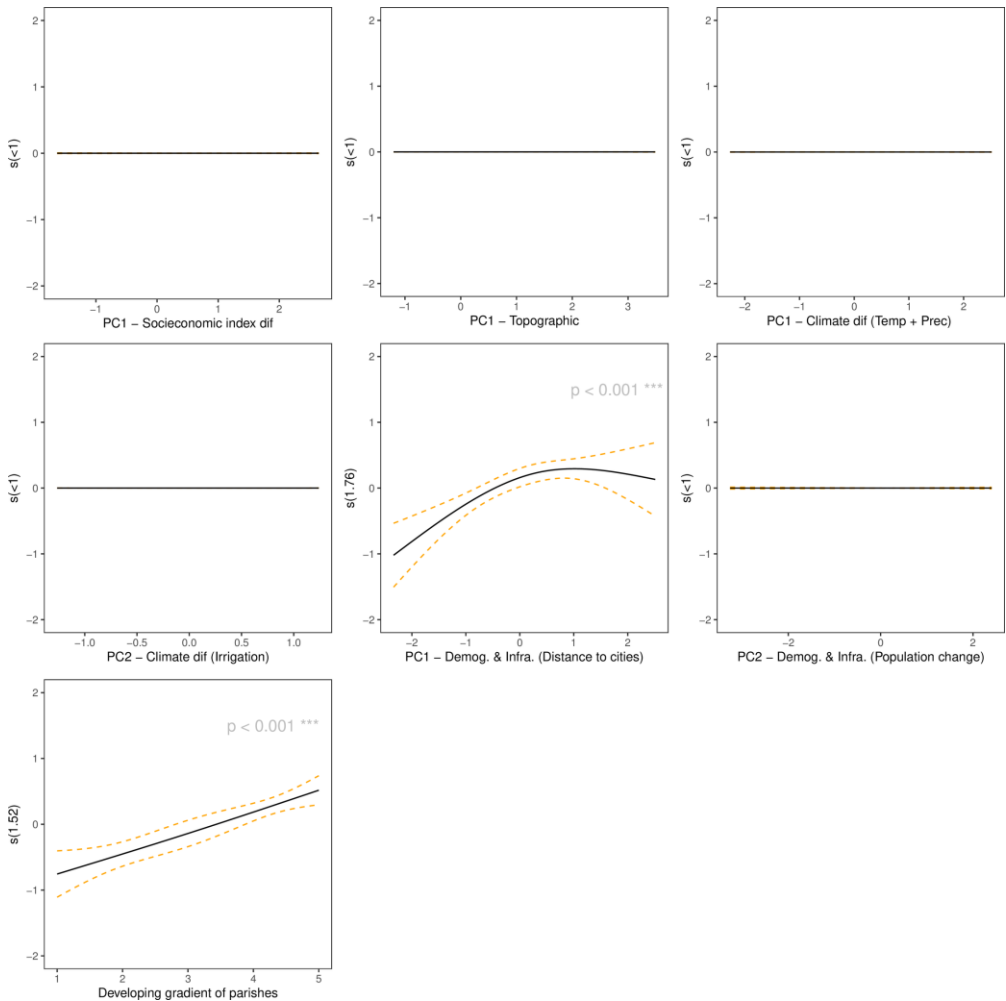 2
1
0
−1
−2
s(<1)
−1 0 1 2
PC1 − Socieconomic index dif
2
1
0
−1
−2
s(<1)
−1 0 1 2 3
PC1 − Topographic
2
1
0
−1
−2
s(<1)
−2 −1 0 1 2
PC1 − Climate dif (Temp + Prec)
2
1
0
−1
−2
s(<1)
−1.0 −0.5 0.0 0.5 1.0
PC2 − Climate dif (Irrigation)
p < 0.001 ***
2
1
0
−1
−2
s(1.76)
−2 −1 0 1 2
PC1 − Demog. & Infra. (Distance to cities)
2
1
0
−1
−2
s(<1)
−2 0 2
PC2 − Demog. & Infra. (Population change)
p < 0.001 ***
2
1
0
−1
−2
s(1.52)
1 2 3 4 5
Developing gradient of parishes